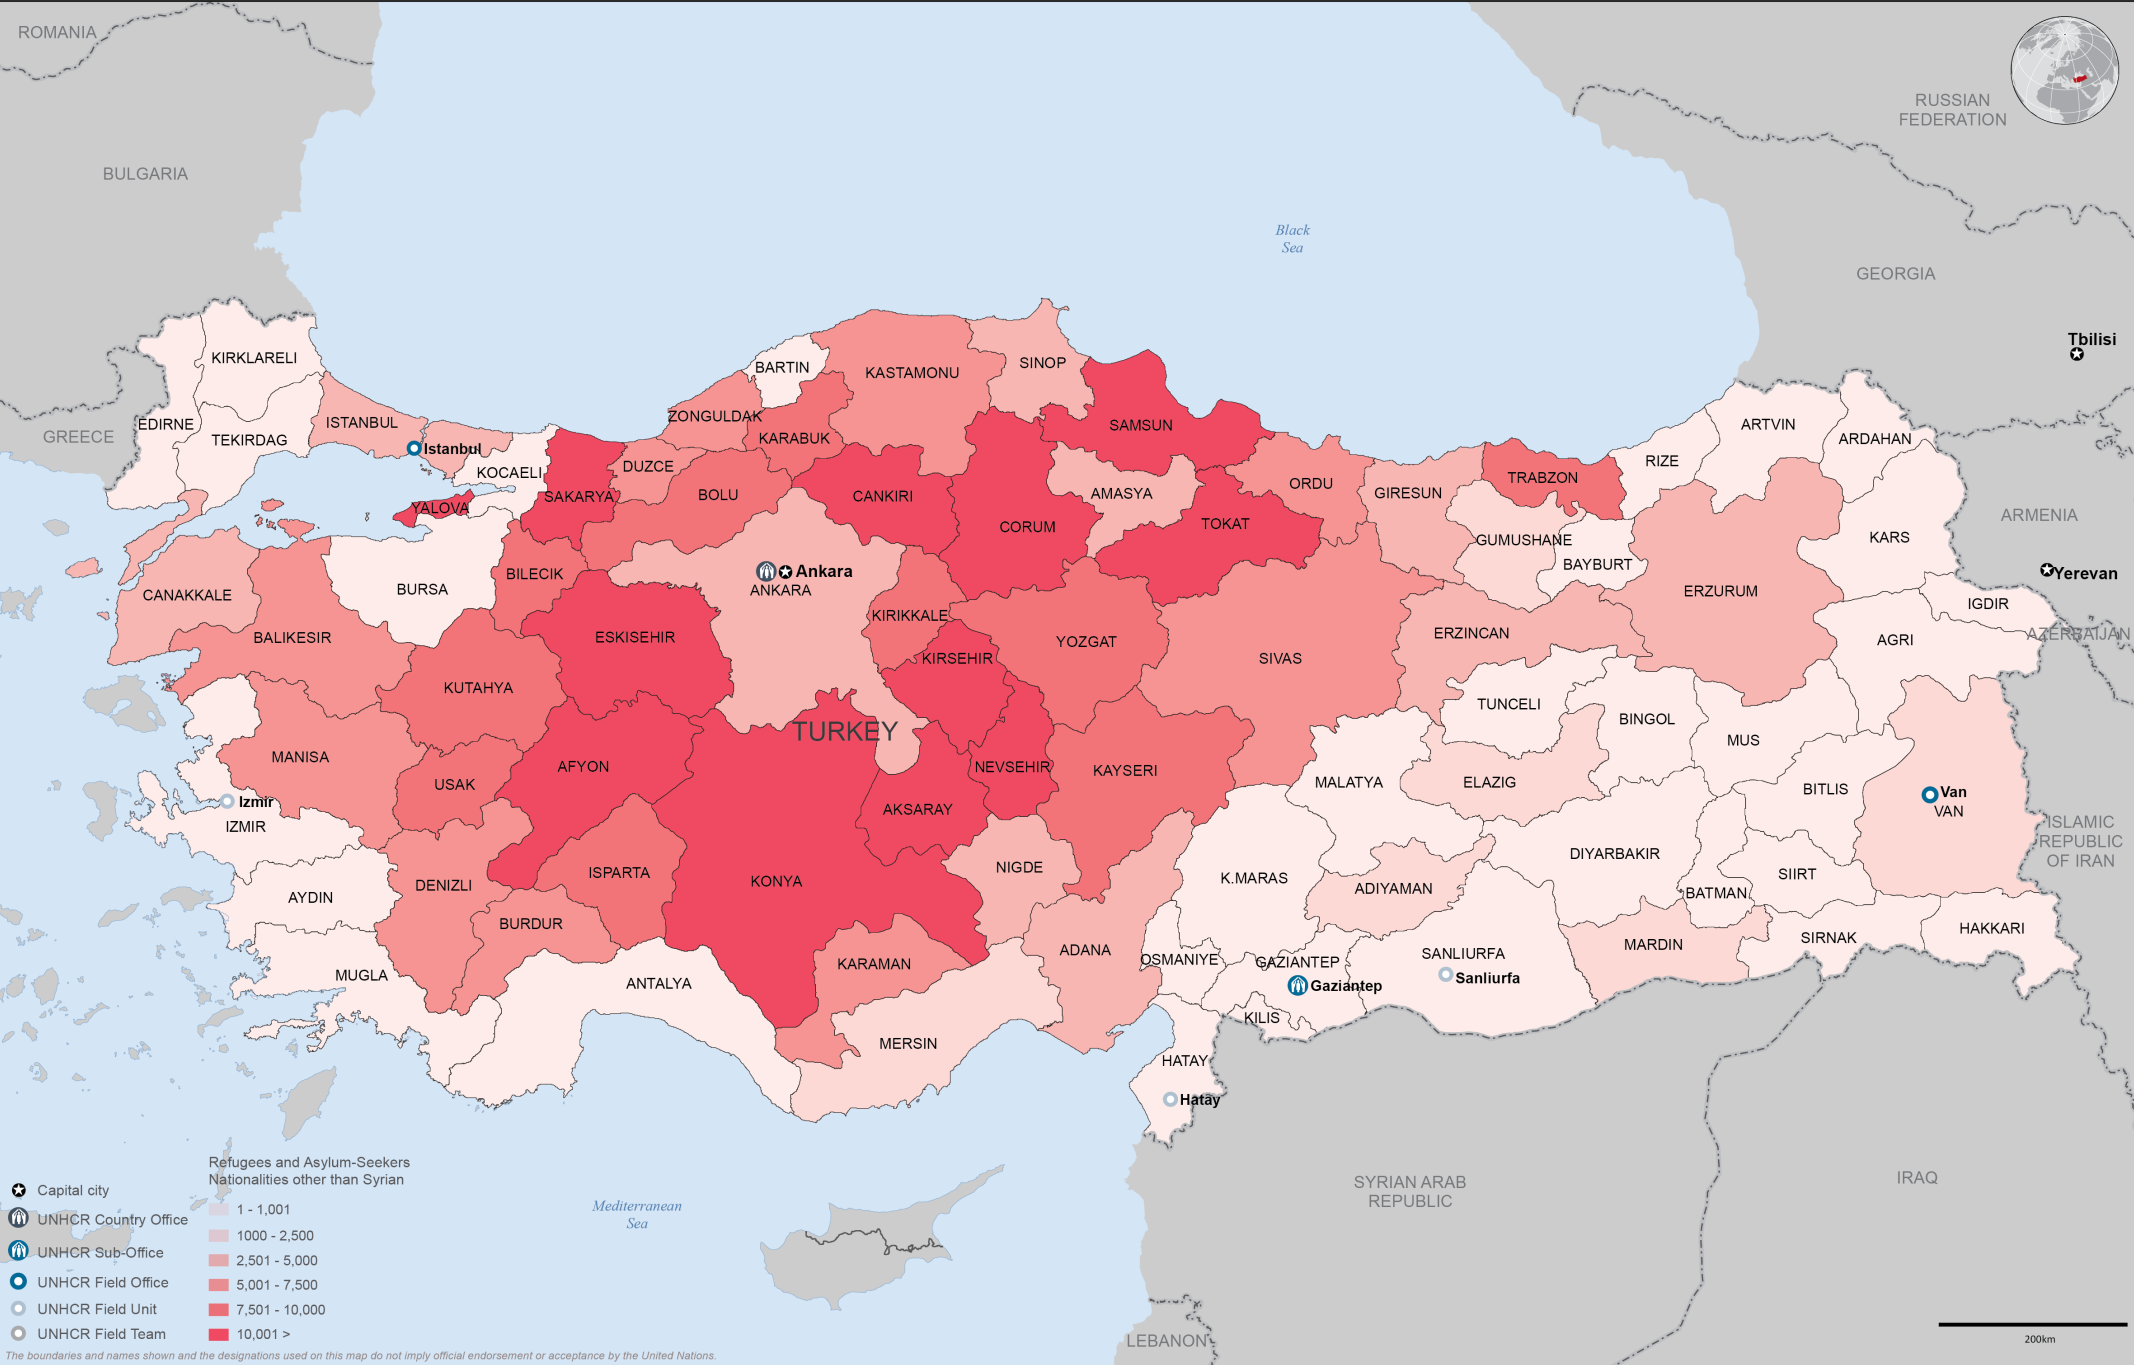 ROMANIA
BULGARIA
GREECE
RUSSIAN
FEDERATION
GEORGIA
Tbilisi
ARMENIA
Yerevan
AZERBAIJAN
ISLAMIC
REPUBLIC
OF IRAN
IRAQ
SYRIAN ARAB
REPUBLIC
LEBANON
Black
Sea
Mediterranean
Sea
TURKEY
KIRKLARELI
EDIRNE
TEKIRDAG
ISTANBUL
Istanbul
KOCAELI
YALOVA
SAKARYA
DUZCE
ZONGULDAK
BARTIN
KARABUK
KASTAMONU
SINOP
SAMSUN
BOLU
CANKIRI
CORUM
AMASYA
TOKAT
ORDU
GIRESUN
TRABZON
RIZE
ARTVIN
ARDAHAN
GUMUSHANE
BAYBURT
KARS
IGDIR
AGRI
ERZURUM
ERZINCAN
CANAKKALE
BALIKESIR
BURSA
BILECIK
Ankara
ANKARA
ESKISEHIR
KIRIKKALE
KIRSEHIR
YOZGAT
SIVAS
TUNCELI
BINGOL
MUS
BITLIS
Van
VAN
KUTAHYA
MANISA
USAK
AFYON
NEVSEHIR
KAYSERI
MALATYA
ELAZIG
Izmir
IZMIR
AKSARAY
DIYARBAKIR
BATMAN
SIIRT
AYDIN
DENIZLI
ISPARTA
KONYA
NIGDE
K.MARAS
ADIYAMAN
BURDUR
MUGLA
ANTALYA
KARAMAN
ADANA
OSMANIYE
GAZIANTEP
Gaziantep
SANLIURFA
Sanliurfa
MARDIN
SIRNAK
HAKKARI
MERSIN
KILIS
HATAY
Hatay
Capital city
UNHCR Country Office
UNHCR Sub-Office
UNHCR Field Office
UNHCR Field Unit
UNHCR Field Team
Refugees and Asylum-Seekers
Nationalities other than Syrian
1 - 1,001
1000 - 2,500
2,501 - 5,000
5,001 - 7,500
7,501 - 10,000
10,001 >
200km
The boundaries and names shown and the designations used on this map do not imply official endorsement or acceptance by the United Nations.